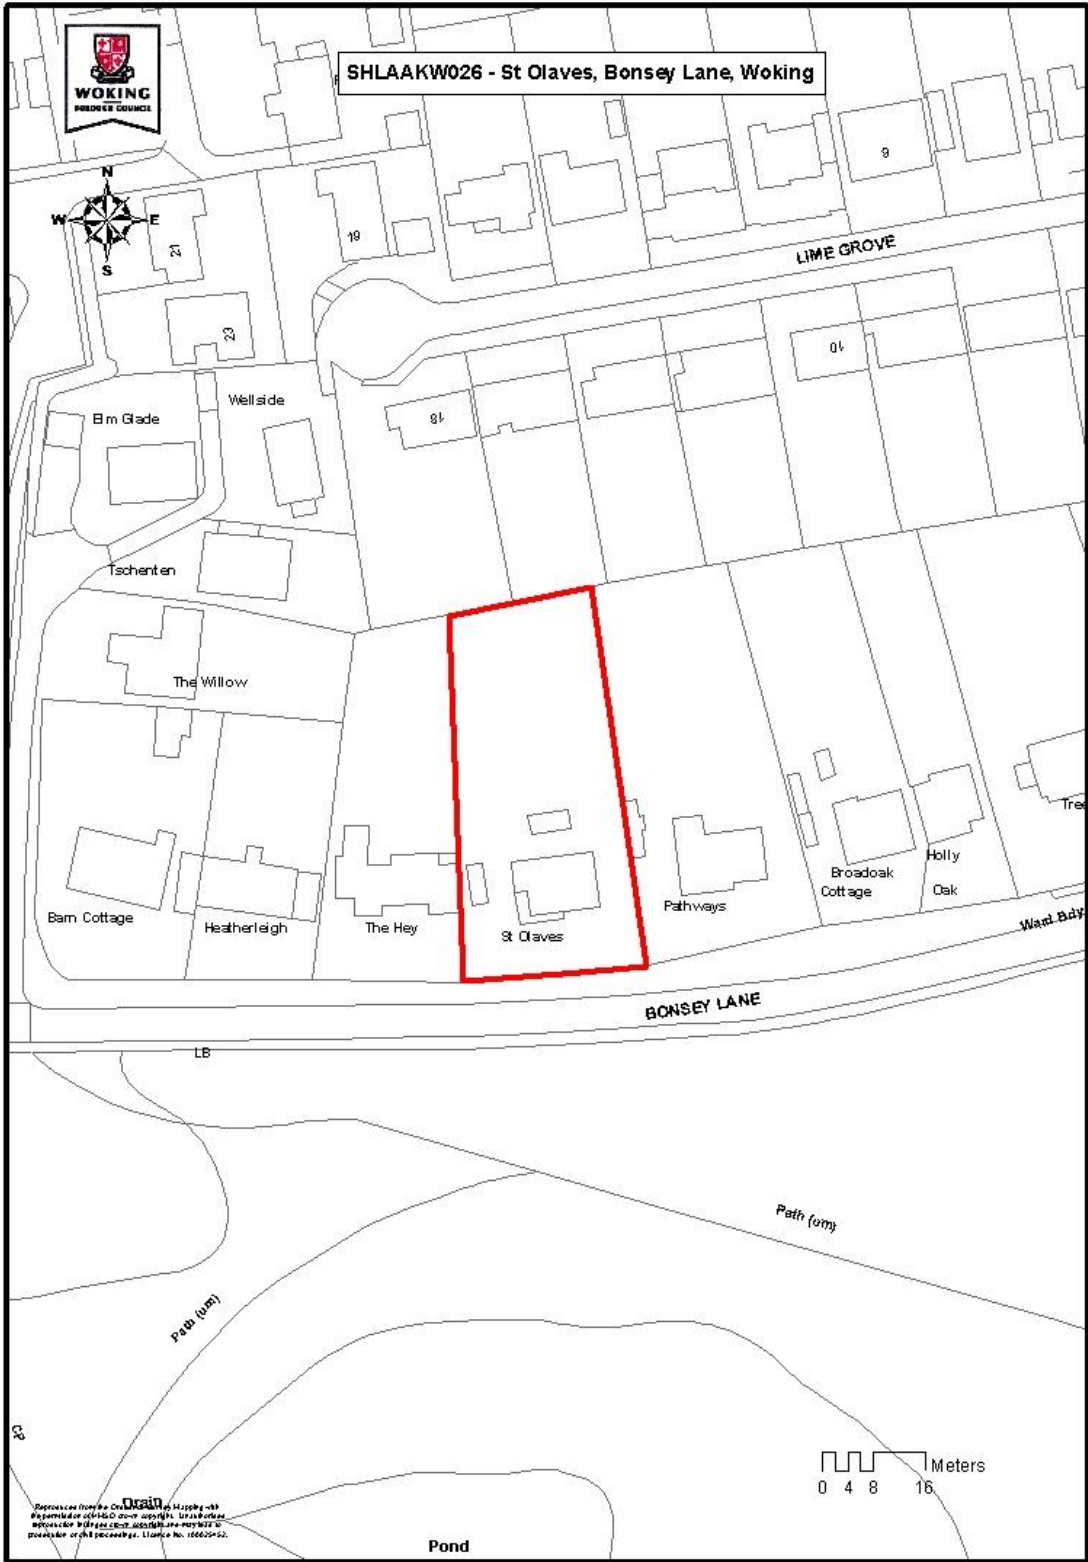 WOKING
BOROUGH COUNCIL
SHLAAKW026 - St Olaves, Bonsey Lane, Woking
N
W E
S
9
21
19
LIME GROVE
23
10
Wellside
Elm Glade
18
Tschenten
The Willow
Tree
Holly
Oak
Broadoak
Cottage
Pathways
Barn Cottage
Heatherleigh
The Hey
St Olaves
Ward Bdy
BONSEY LANE
LB
Path (um)
Path (um)
CP
Meters
0 4 8 16
Drain
Pond